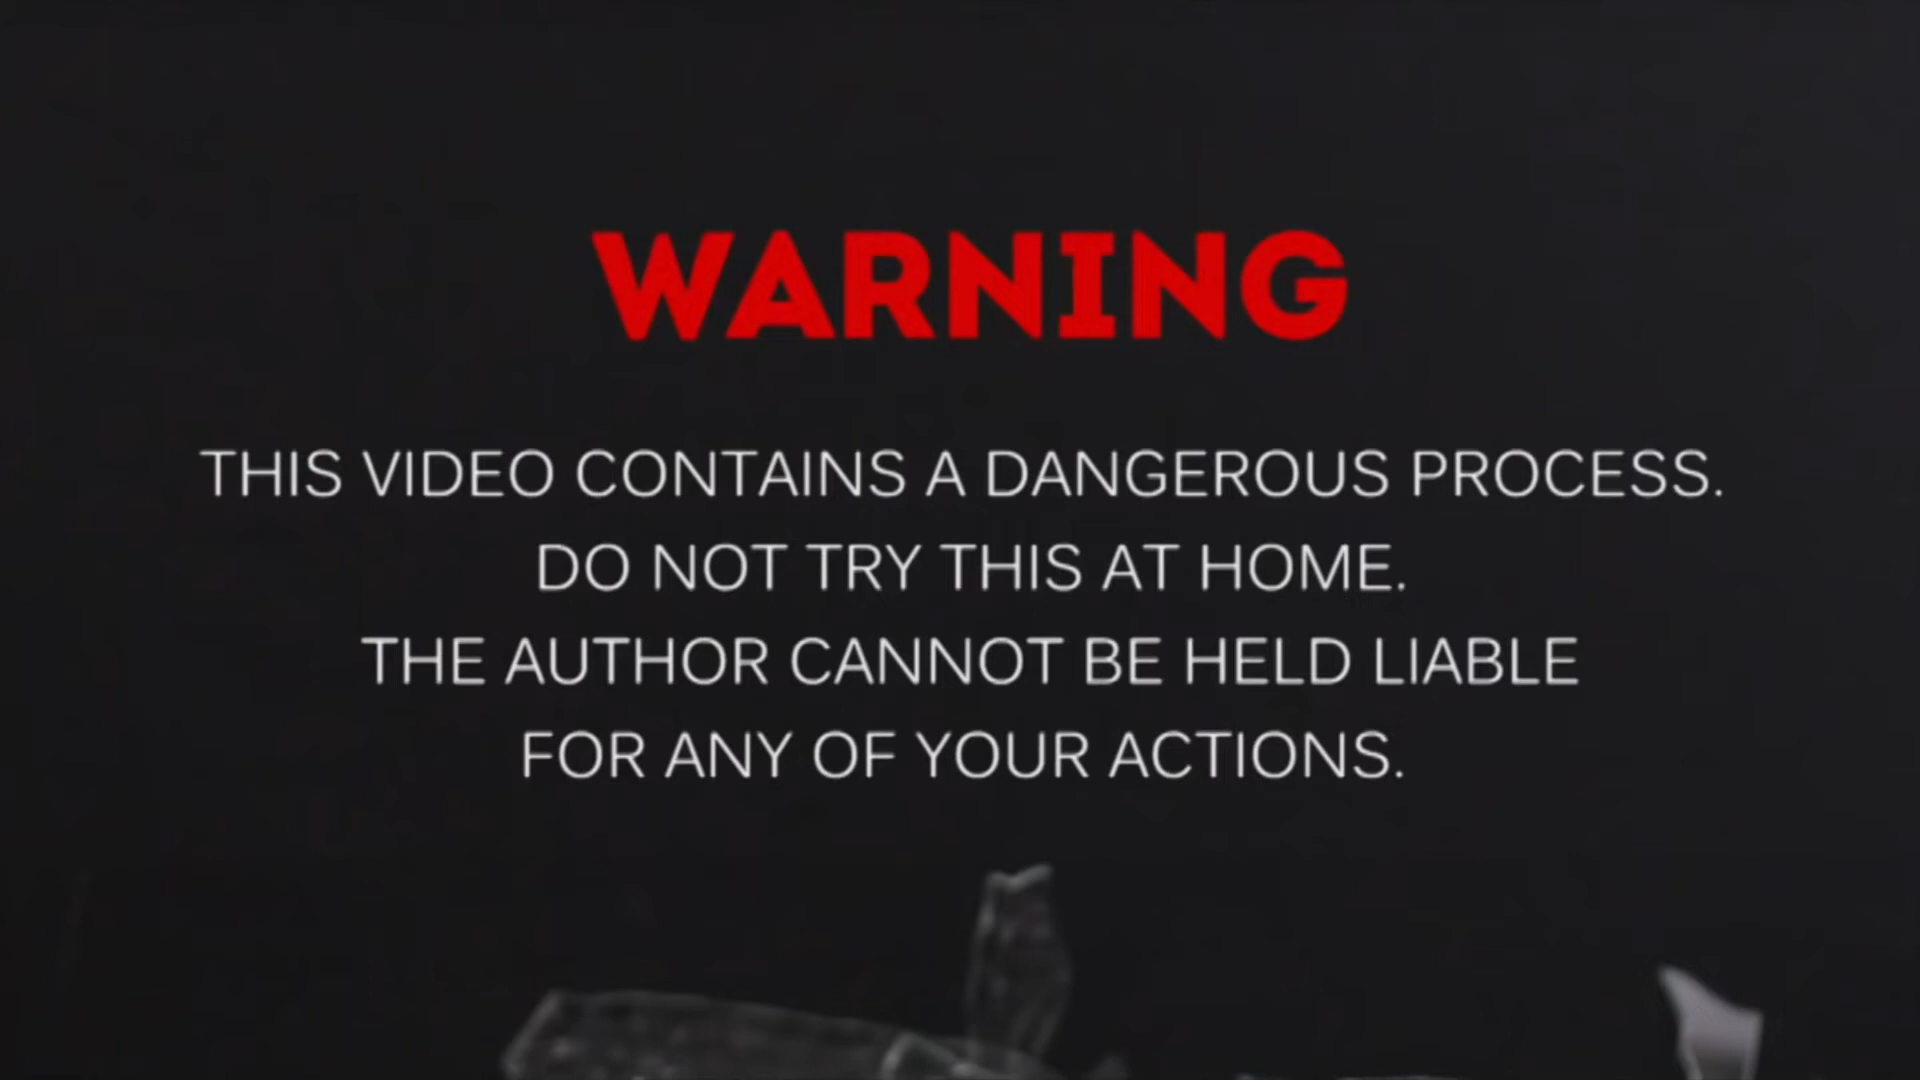 WARNING
THIS VIDEO CONTAINS A DANGEROUS PROCESS.
DO NOT TRY THIS AT HOME.
THE AUTHOR CANNOT BE HELD LIABLE
FOR ANY OF YOUR ACTIONS.